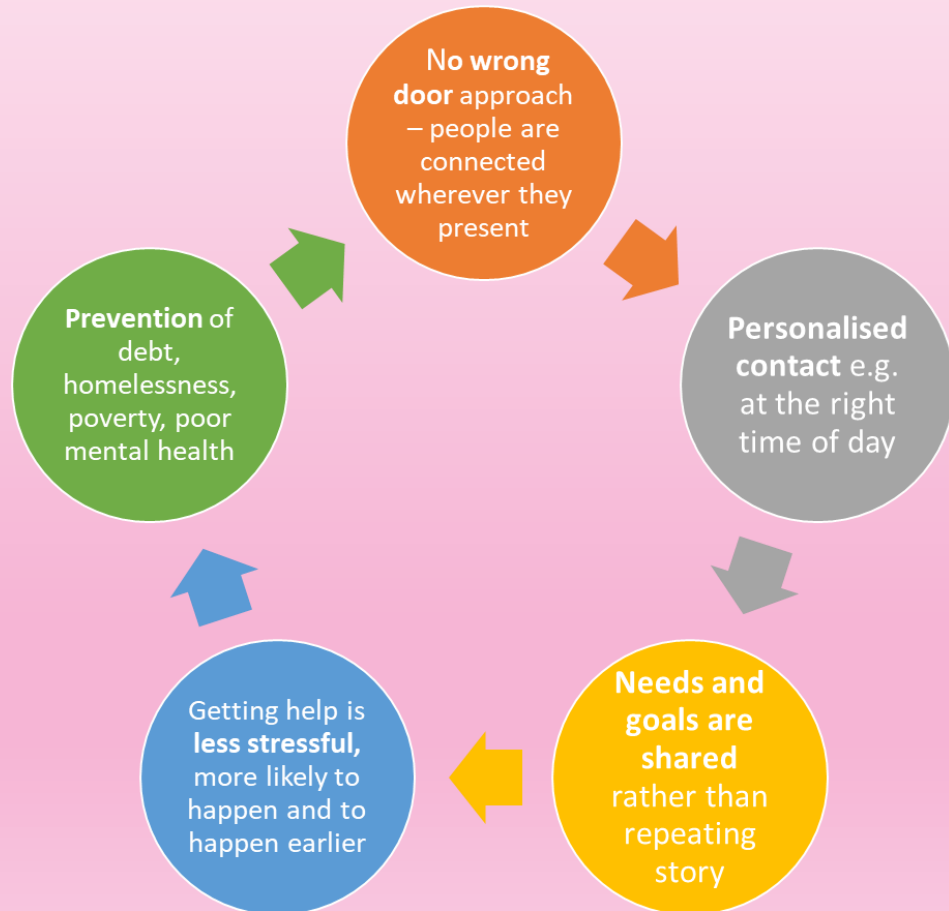 No wrong
door approach
– people are
connected
wherever they
present
Personalised
contact e.g.
at the right
time of day
Needs and
goals are
shared
rather than
repeating
story
Getting help is
less stressful,
more likely to
happen and to
happen earlier
Prevention of
debt,
homelessness,
poverty, poor
mental health